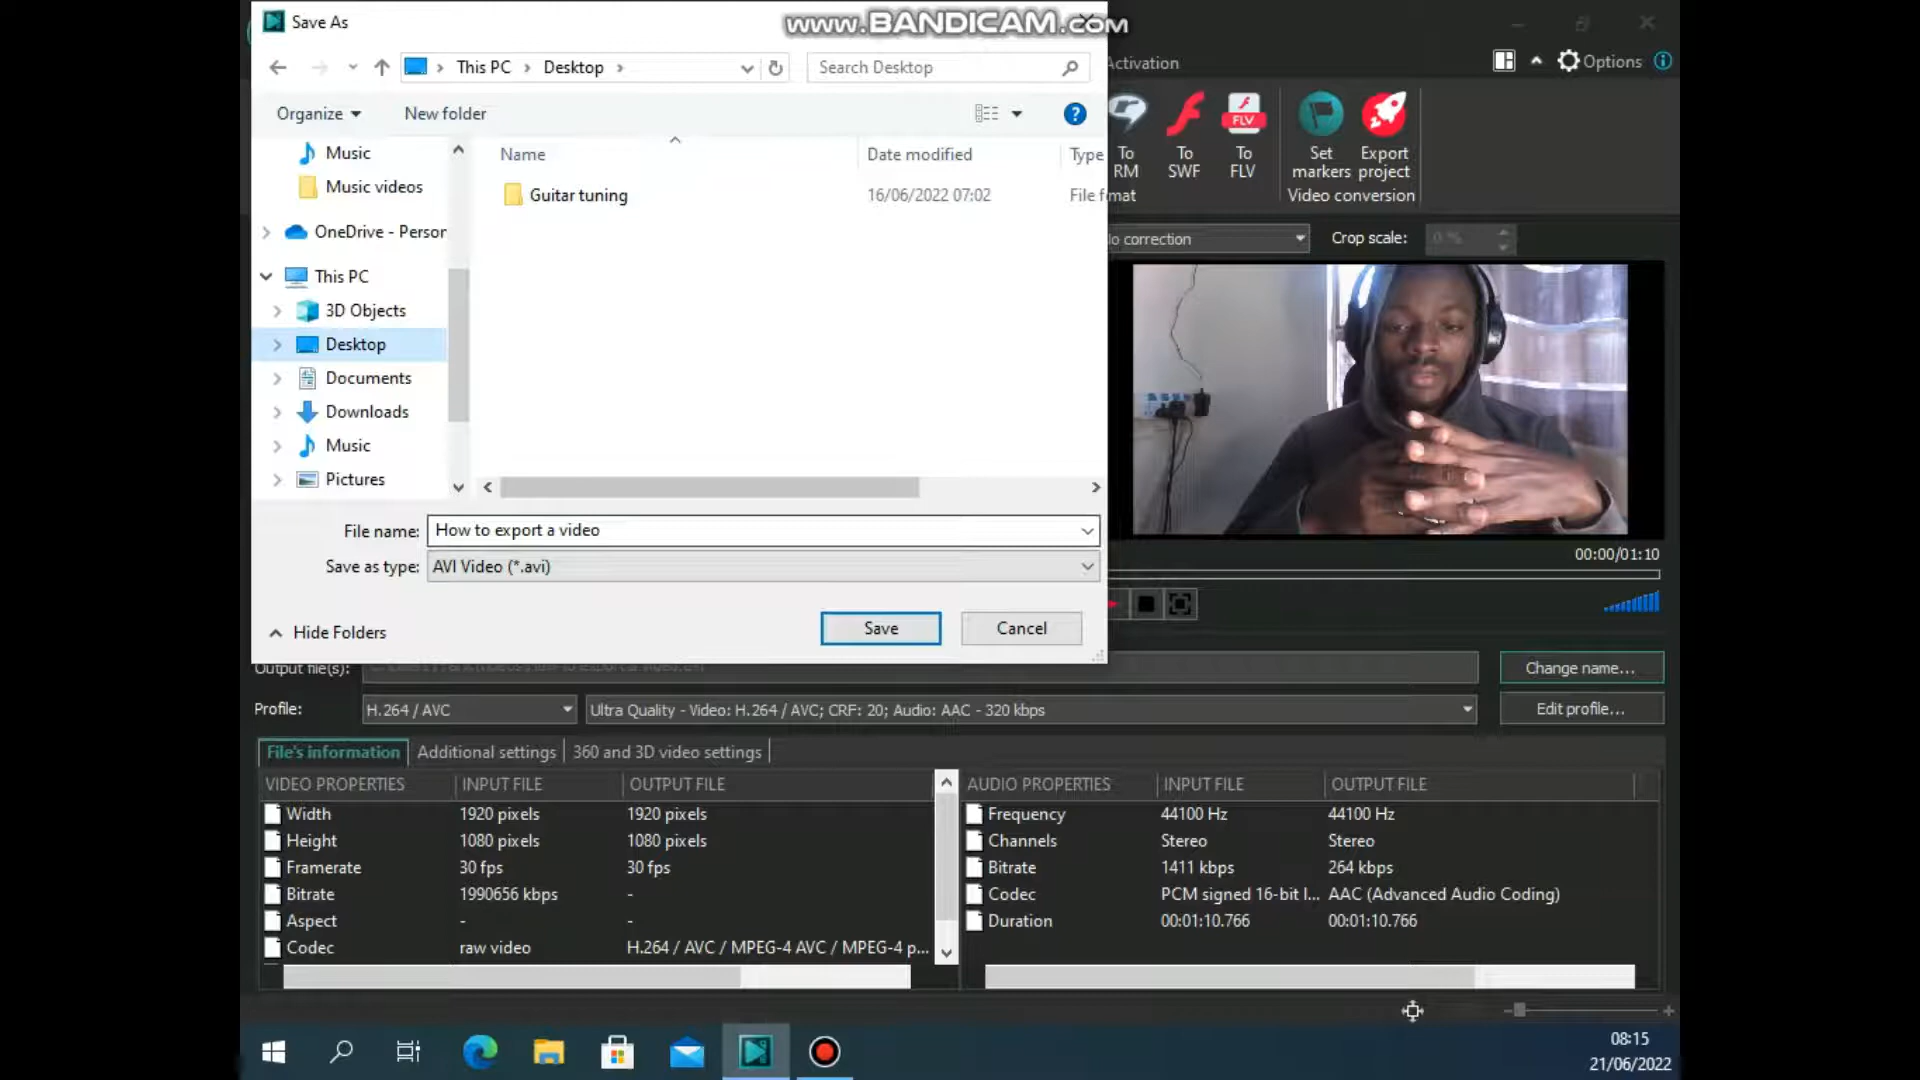 Save As
www.BANDICAM.com
This PC
Desktop
Search Desktop
Activation
Options
Organize
New folder
Music
Music videos
OneDrive - Person
This PC
3D Objects
Desktop
Documents
Downloads
Music
Pictures
Name
Date modified
Type
Guitar tuning
16/06/2022 07:02
File f
To RM
To SWF
FLV
To FLV
Set markers
Export project
mat
Video conversion
o correction
Crop scale:
0 %
File name:
How to export a video
Save as type:
AVI Video (*.avi)
Hide Folders
Save
Cancel
00:00/01:10
Output file(s):
Change name...
Profile:
H.264 / AVC
Ultra Quality - Video: H.264 / AVC; CRF: 20; Audio: AAC - 320 kbps
Edit profile...
File's information
Additional settings
360 and 3D video settings
VIDEO PROPERTIES INPUT FILE OUTPUT FILE
Width 1920 pixels 1920 pixels
Height 1080 pixels 1080 pixels
Framerate 30 fps 30 fps
Bitrate 1990656 kbps -
Aspect - -
Codec raw video H.264 / AVC / MPEG-4 AVC / MPEG-4 p...
AUDIO PROPERTIES INPUT FILE OUTPUT FILE
Frequency 44100 Hz 44100 Hz
Channels Stereo Stereo
Bitrate 1411 kbps 264 kbps
Codec PCM signed 16-bit l... AAC (Advanced Audio Coding)
Duration 00:01:10.766 00:01:10.766
08:15
21/06/2022